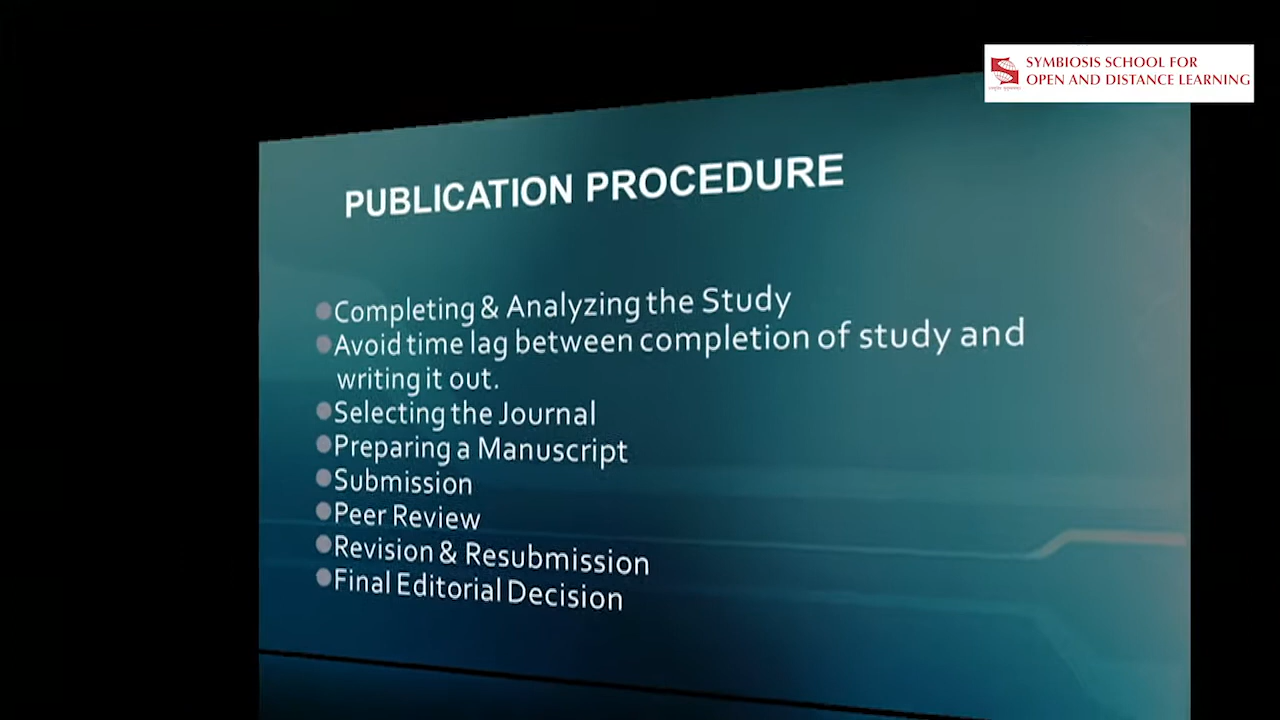 SYMBIOSIS SCHOOL FOR
OPEN AND DISTANCE LEARNING
PUBLICATION PROCEDURE
Completing & Analyzing the Study
Avoid time lag between completion of study and
writing it out.
Selecting the Journal
Preparing a Manuscript
Submission
Peer Review
Revision & Resubmission
Final Editorial Decision